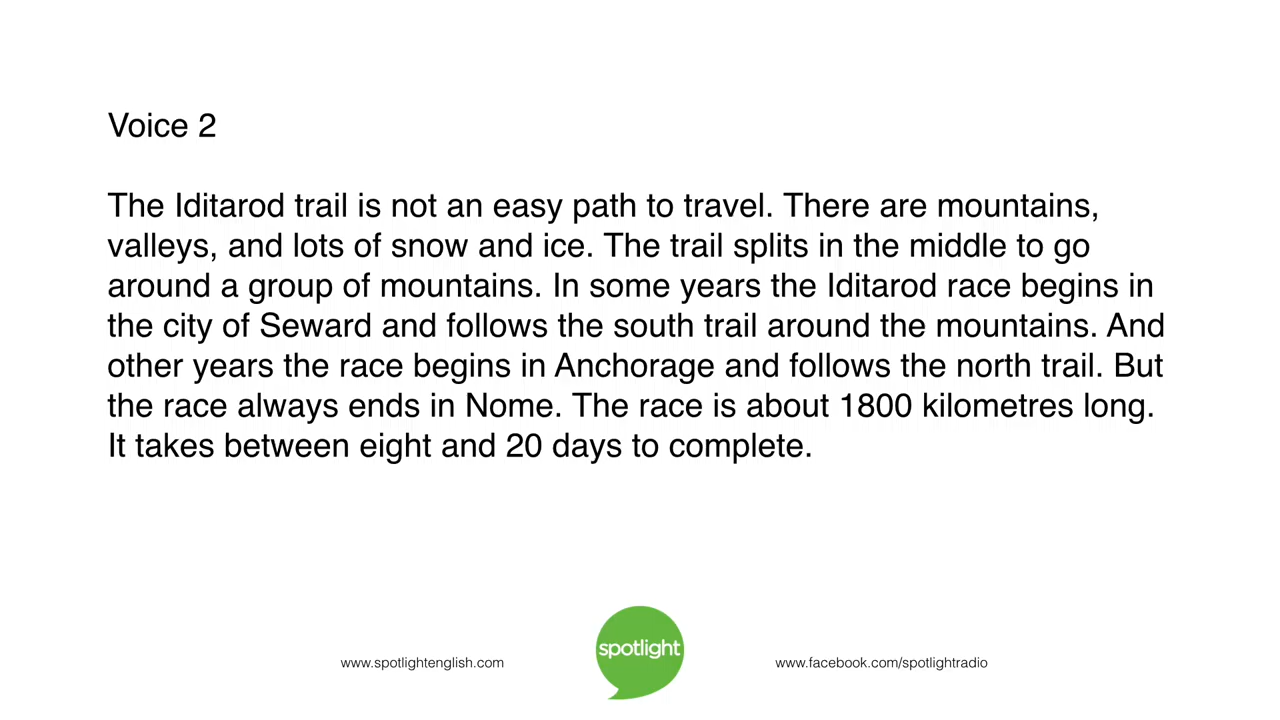 Voice 2
The Iditarod trail is not an easy path to travel. There are mountains,
valleys, and lots of snow and ice. The trail splits in the middle to go
around a group of mountains. In some years the Iditarod race begins in
the city of Seward and follows the south trail around the mountains. And
other years the race begins in Anchorage and follows the north trail. But
the race always ends in Nome. The race is about 1800 kilometres long.
It takes between eight and 20 days to complete.
spotlight
www.spotlightenglish.com
www.facebook.com/spotlightradio